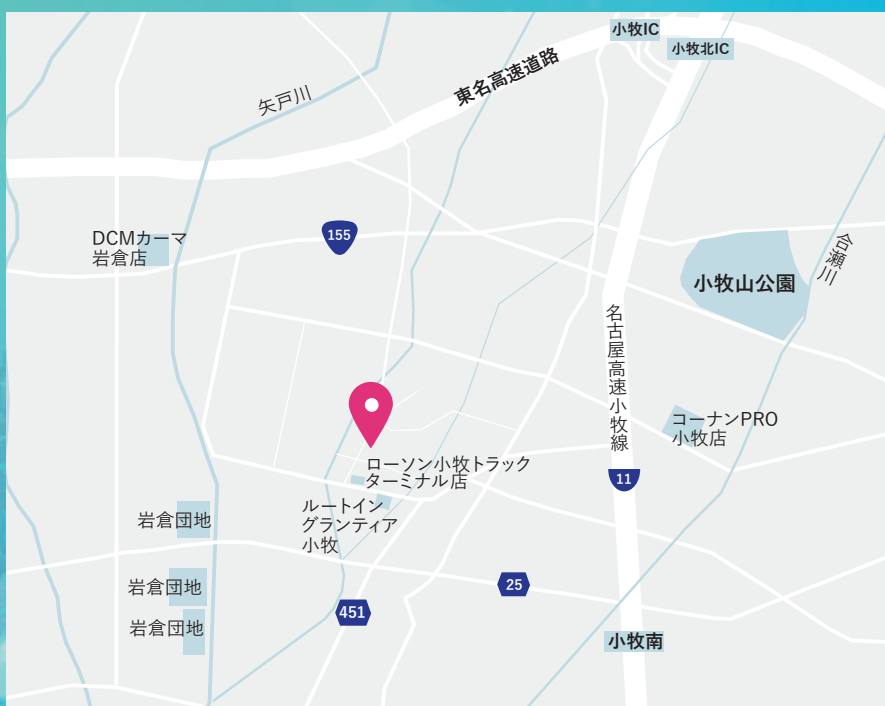 小牧IC
小牧北IC
東名高速道路
矢戸川
DCMカーマ
岩倉店
155
合瀬川
小牧山公園
名古屋高速小牧線
コーナンPRO
小牧店
ローソン小牧トラック
ターミナル店
11
ルートイン
グランティア
小牧
岩倉団地
岩倉団地
25
451
岩倉団地
小牧南